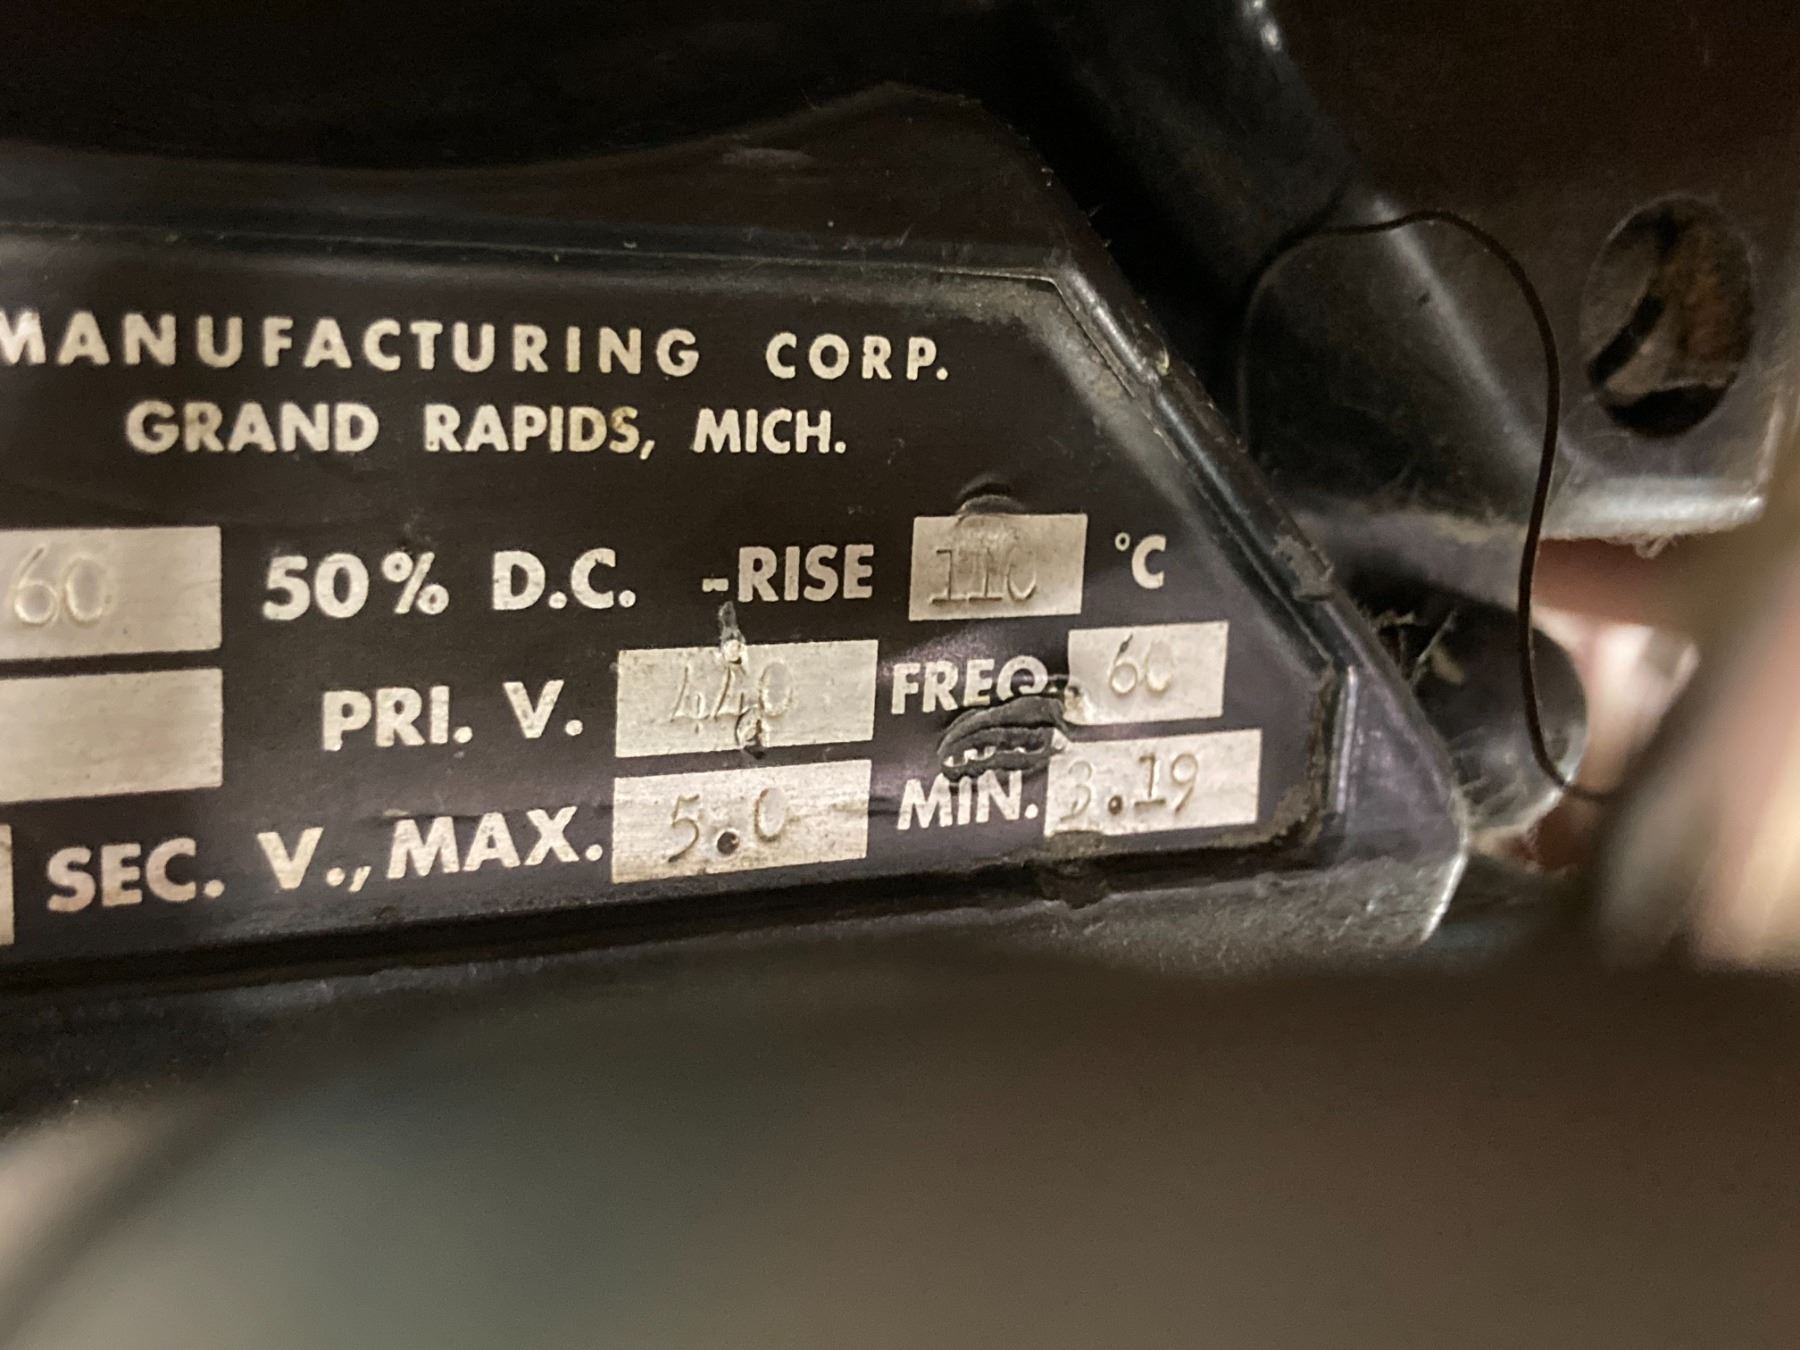 MANUFACTURING CORP.
GRAND RAPIDS, MICH.
60 50% D.C. -RISE 110 °C
PRI. V. 440 FREQ. 60
SEC. V., MAX. 5.0 MIN. 3.19